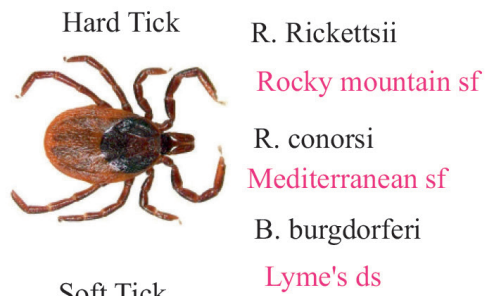 Hard Tick
R. Rickettsii
Rocky mountain sf
R. conorsi
Mediterranean sf
B. burgdorferi
Lyme's ds
Soft Tick